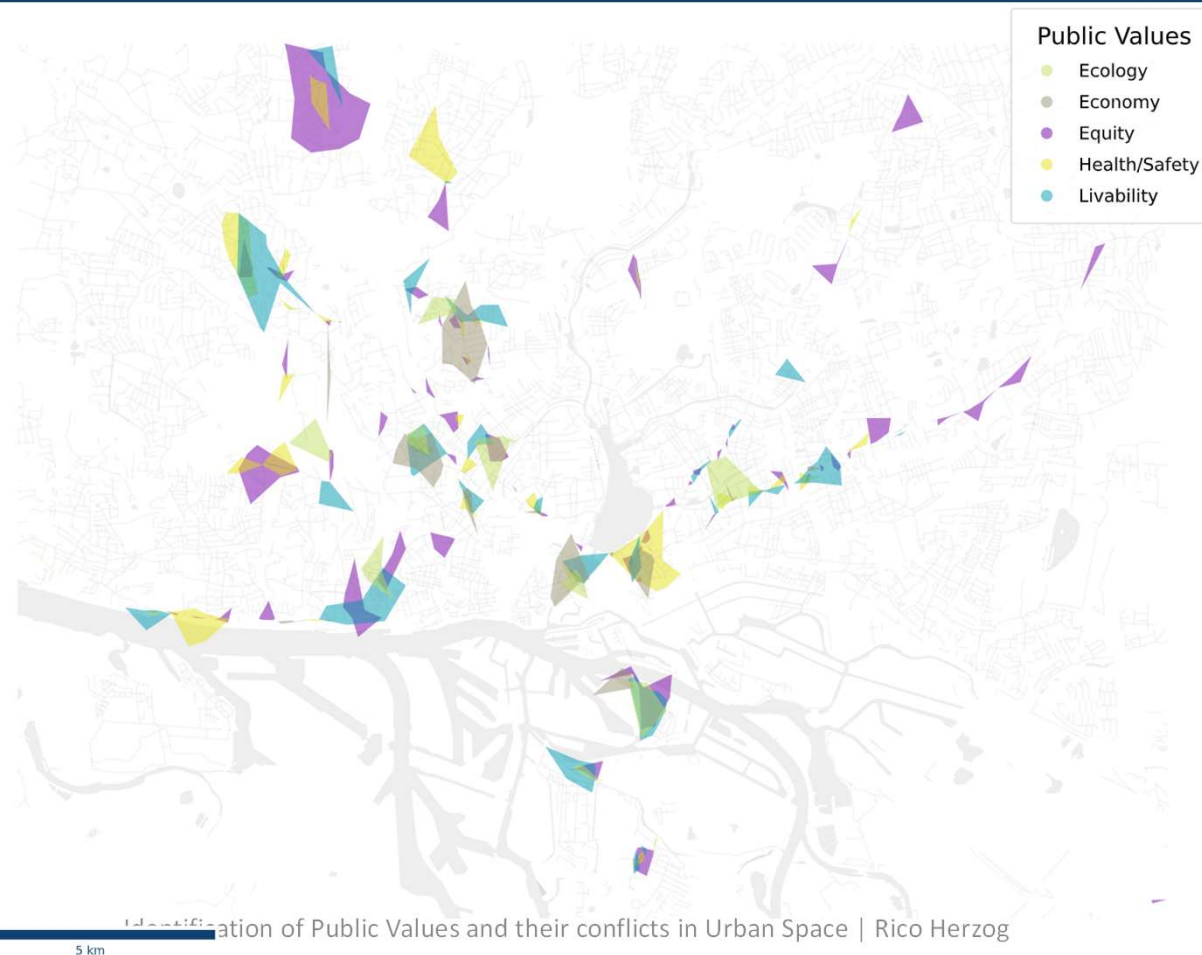 Public Values
Ecology
Economy
Equity
Health/Safety
Livability
Identification of Public Values and their conflicts in Urban Space | Rico Herzog
5 km